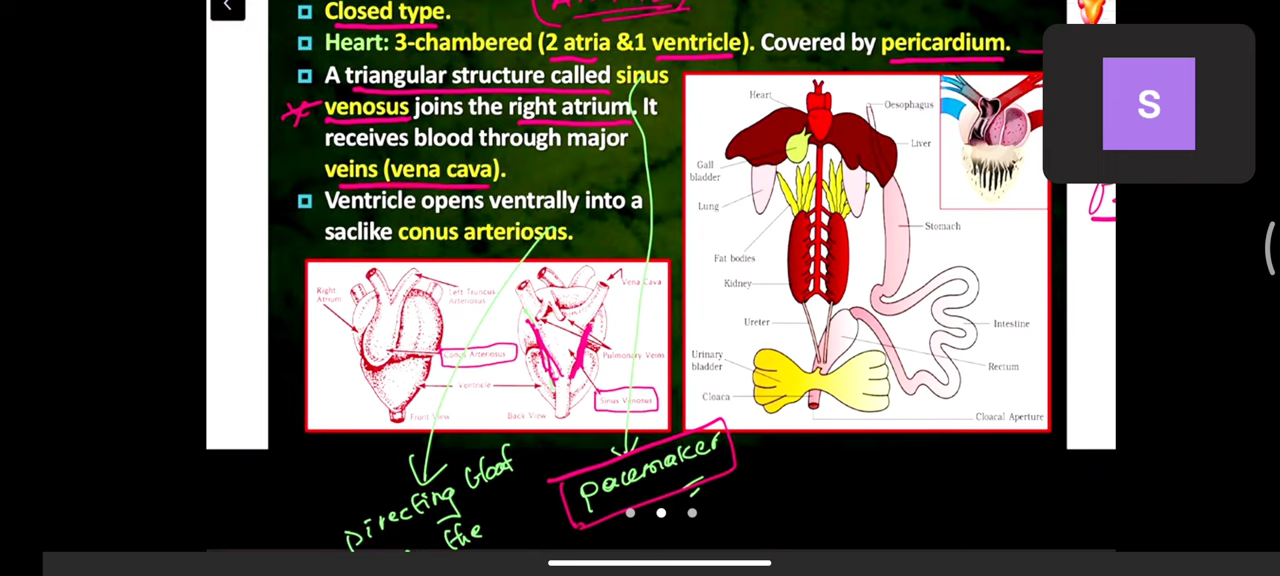 Closed type.
Heart: 3-chambered (2 atria &1 ventricle). Covered by pericardium.
A triangular structure called sinus
venosus joins the right atrium. It
receives blood through major
veins (vena cava).
Ventricle opens ventrally into a
saclike conus arteriosus.
Right
Atrium
Left Truncus
Arteriosus
Conus Arteriosus
Ventricle
Front View
Back View
Vena Cava
Pulmonary Veins
Sinus Venosus
Heart
Oesophagus
Liver
Gall
bladder
Lung
Stomach
Fat bodies
Kidney
Ureter
Intestine
Urinary
bladder
Rectum
Cloaca
Cloacal Aperture
S
pacemaker
Directing
the